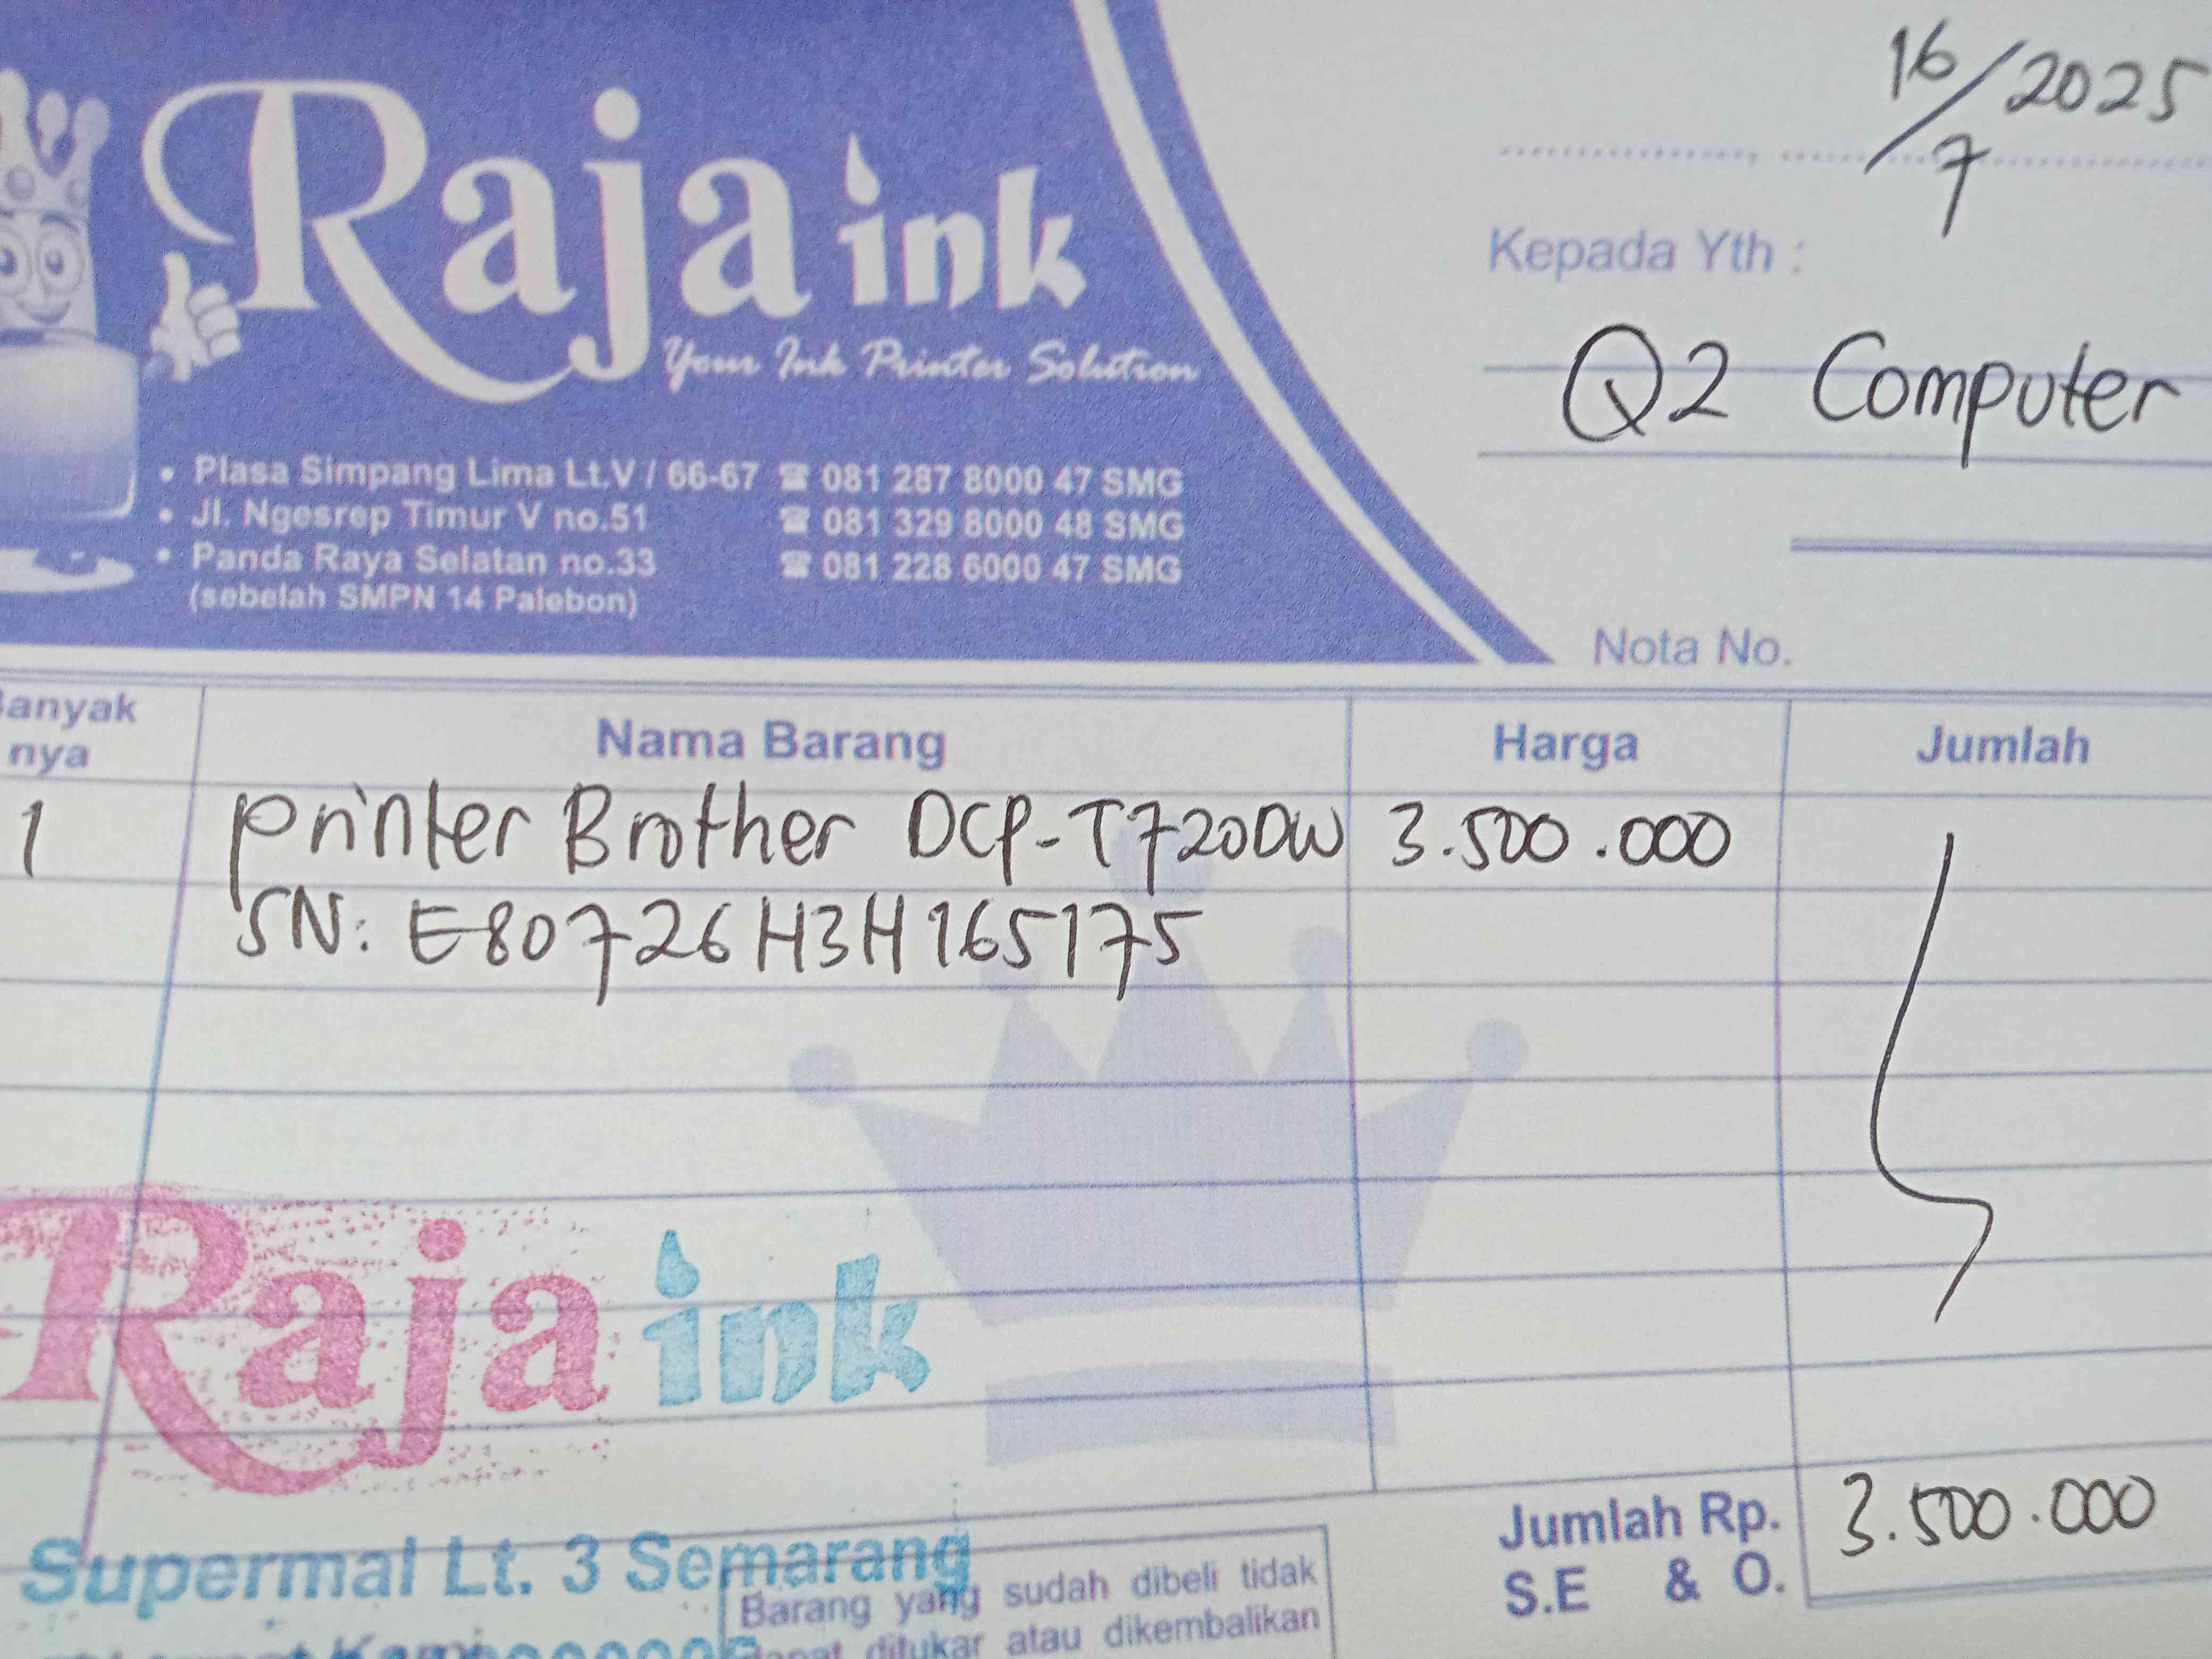 Raja ink
Your Ink Printer Solution
• Plasa Simpang Lima Lt.V / 66-67 ☎ 081 287 8000 47 SMG
• Jl. Ngesrep Timur V no.51 ☎ 081 329 8000 48 SMG
• Panda Raya Selatan no.33 ☎ 081 228 6000 47 SMG
(sebelah SMPN 14 Palebon)
16/7/2025
Kepada Yth :
Q2 Computer
Nota No.
Banyak nya Nama Barang Harga Jumlah
1 Printer Brother DCP-T720DW 3.500.000
SN: E80726H3H165175
Raja ink
Supermal Lt. 3 Semarang
Jumlah Rp. 3.500.000
S.E & O.
Barang yang sudah dibeli tidak
dapat ditukar atau dikembalikan